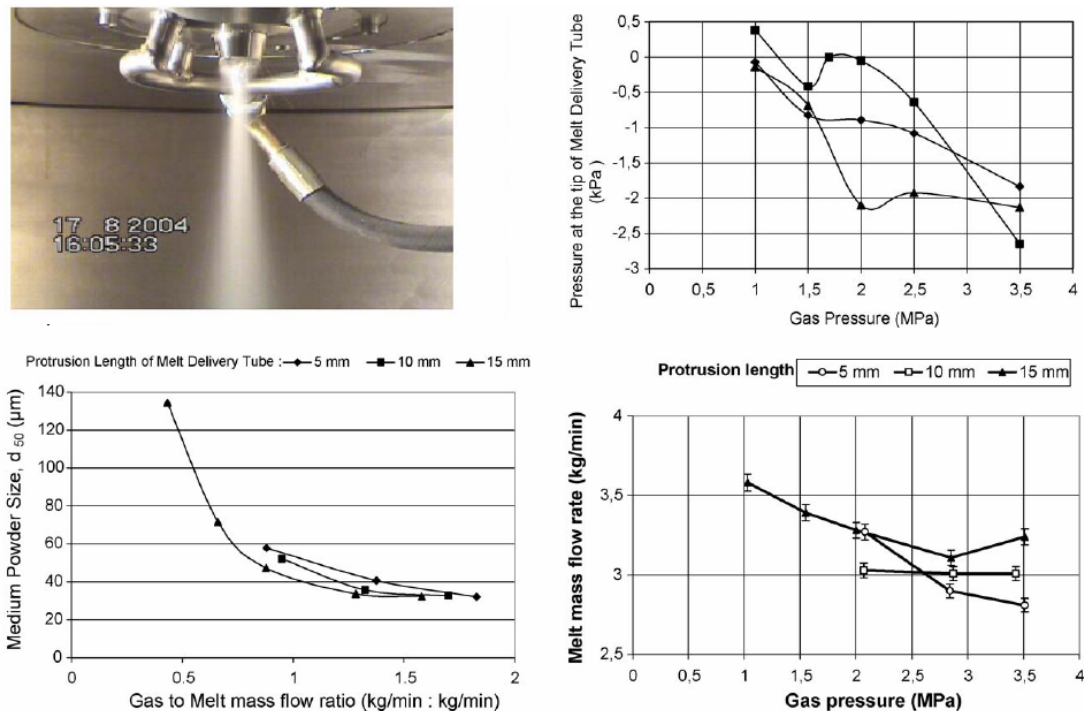 17 8 2004
16:05:33
0,5
0
-0,5
-1
-1,5
-2
-2,5
-3
Pressure at the tip of Melt Delivery Tube
(kPa)
0 0,5 1 1,5 2 2,5 3 3,5 4
Gas Pressure (MPa)
Protrusion Length of Melt Delivery Tube : 5 mm 10 mm 15 mm
140
120
100
80
60
40
20
0
Medium Powder Size, d 50 (µm)
0 0.5 1 1.5 2
Gas to Melt mass flow ratio (kg/min : kg/min)
Protrusion length 5 mm 10 mm 15 mm
4
3,5
3
2,5
Melt mass flow rate (kg/min)
0 0,5 1 1,5 2 2,5 3 3,5 4
Gas pressure (MPa)